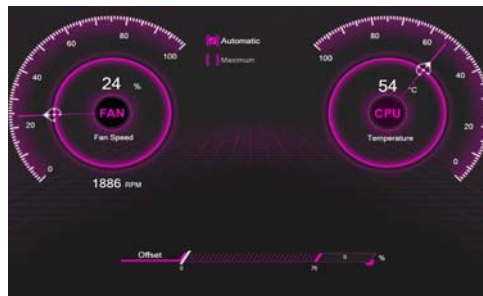 Automatic
Maximum
0
20
40
60
80
100
24 %
FAN
Fan Speed
1886 RPM
100
80
60
40
20
0
54 °C
CPU
Temperature
Offset
0
70
0 %